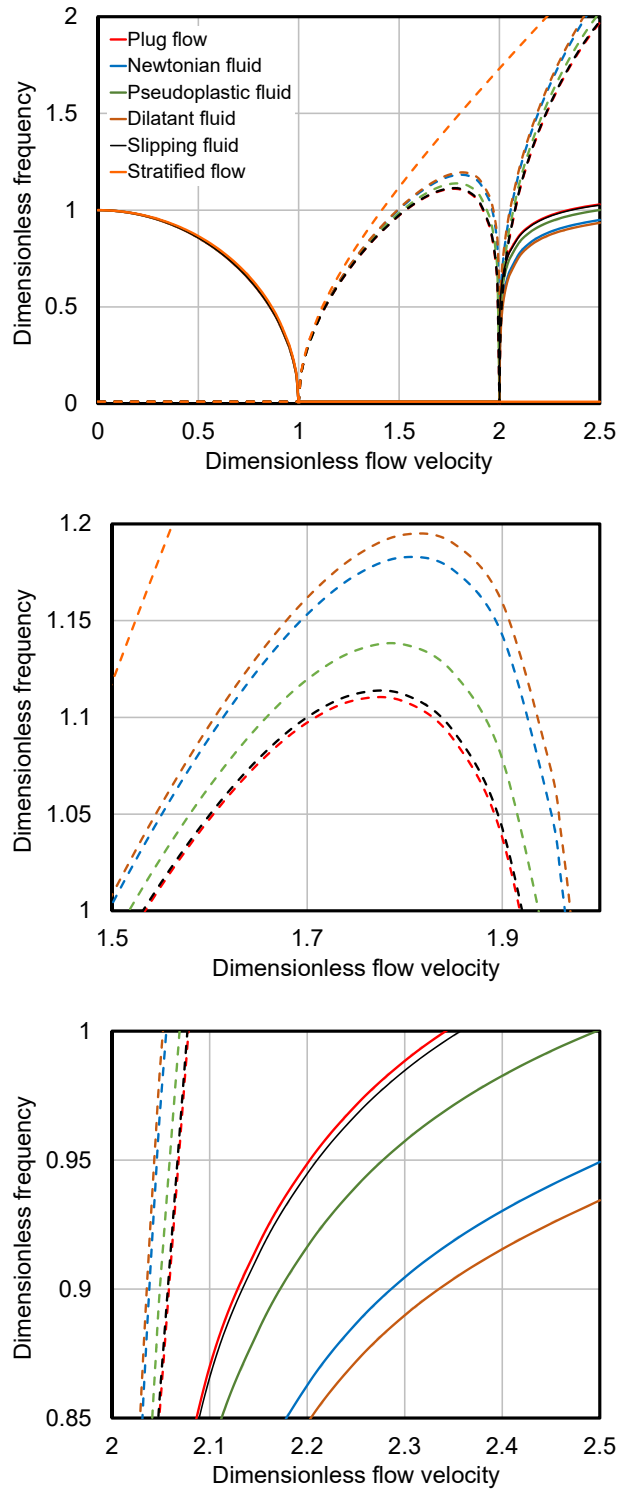 2
Plug flow
Newtonian fluid
Pseudoplastic fluid
1.5
Dilatant fluid
Slipping fluid
Stratified flow
Dimensionless frequency
1
0.5
0
0 0.5 1 1.5 2 2.5
Dimensionless flow velocity
1.2
1.15
Dimensionless frequency
1.1
1.05
1
1.5 1.7 1.9
Dimensionless flow velocity
1
0.95
Dimensionless frequency
0.9
0.85
2 2.1 2.2 2.3 2.4 2.5
Dimensionless flow velocity